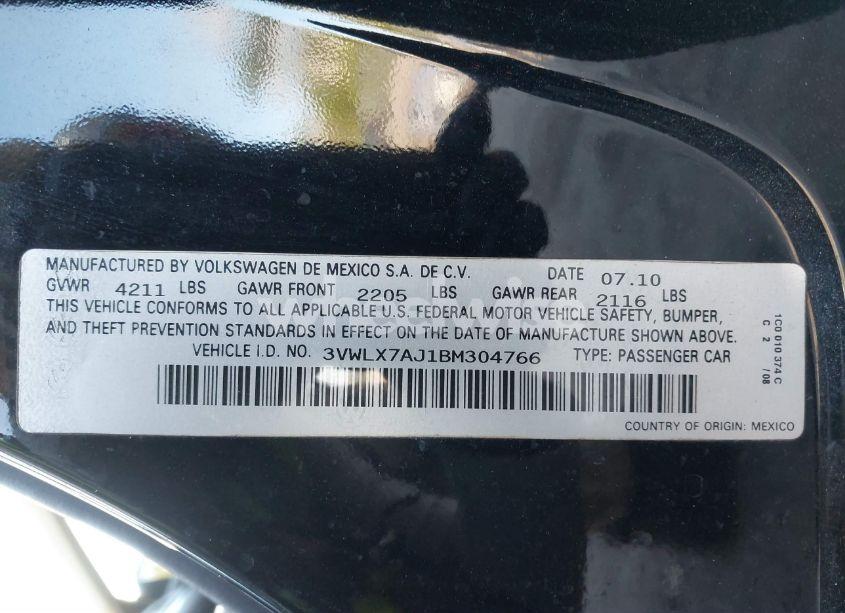 MANUFACTURED BY VOLKSWAGEN DE MEXICO S.A. DE C.V. DATE 07.10
GVWR 4211 LBS GAWR FRONT 2205 LBS GAWR REAR 2116 LBS
THIS VEHICLE CONFORMS TO ALL APPLICABLE U.S. FEDERAL MOTOR VEHICLE SAFETY, BUMPER,
AND THEFT PREVENTION STANDARDS IN EFFECT ON THE DATE OF MANUFACTURE SHOWN ABOVE.
VEHICLE I.D. NO. 3VWLX7AJ1BM304766 TYPE: PASSENGER CAR
COUNTRY OF ORIGIN: MEXICO
1C0 010 374 C
C 2 /08